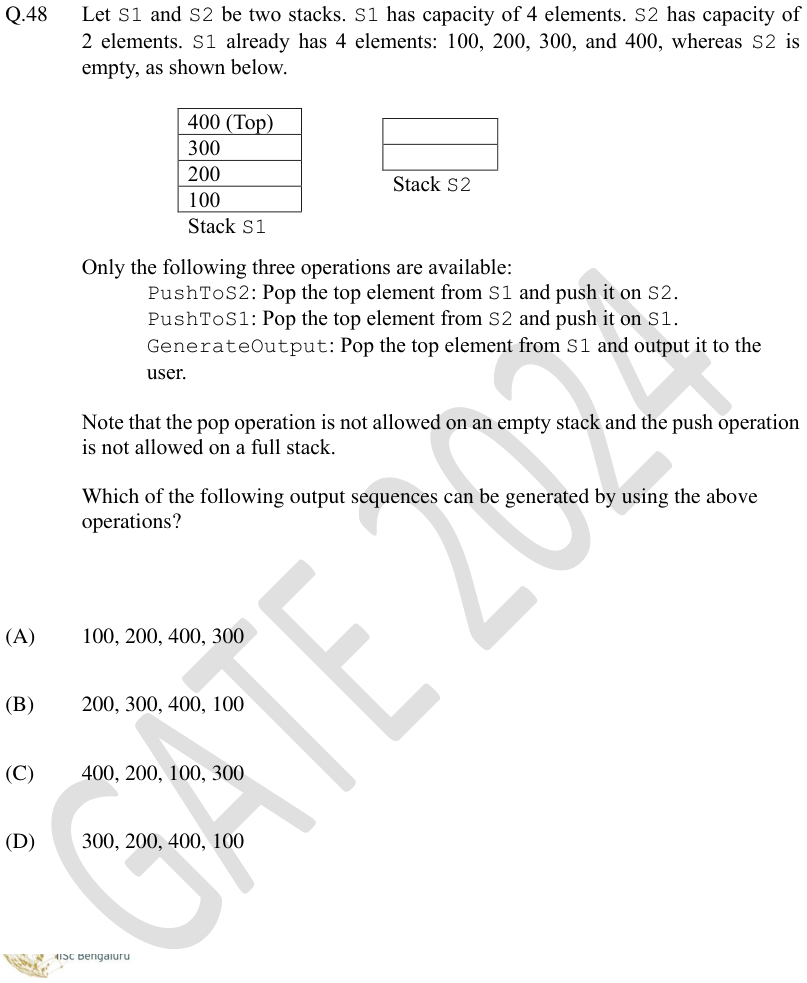 Q.48 Let S1 and S2 be two stacks. S1 has capacity of 4 elements. S2 has capacity of
2 elements. S1 already has 4 elements: 100, 200, 300, and 400, whereas S2 is
empty, as shown below.
400 (Top)
300
200
100
Stack S1
Stack S2
Only the following three operations are available:
PushToS2: Pop the top element from S1 and push it on S2.
PushToS1: Pop the top element from S2 and push it on S1.
GenerateOutput: Pop the top element from S1 and output it to the
user.
Note that the pop operation is not allowed on an empty stack and the push operation
is not allowed on a full stack.
Which of the following output sequences can be generated by using the above
operations?
(A) 100, 200, 400, 300
(B) 200, 300, 400, 100
(C) 400, 200, 100, 300
(D) 300, 200, 400, 100
GATE 2024
IISc Bengaluru